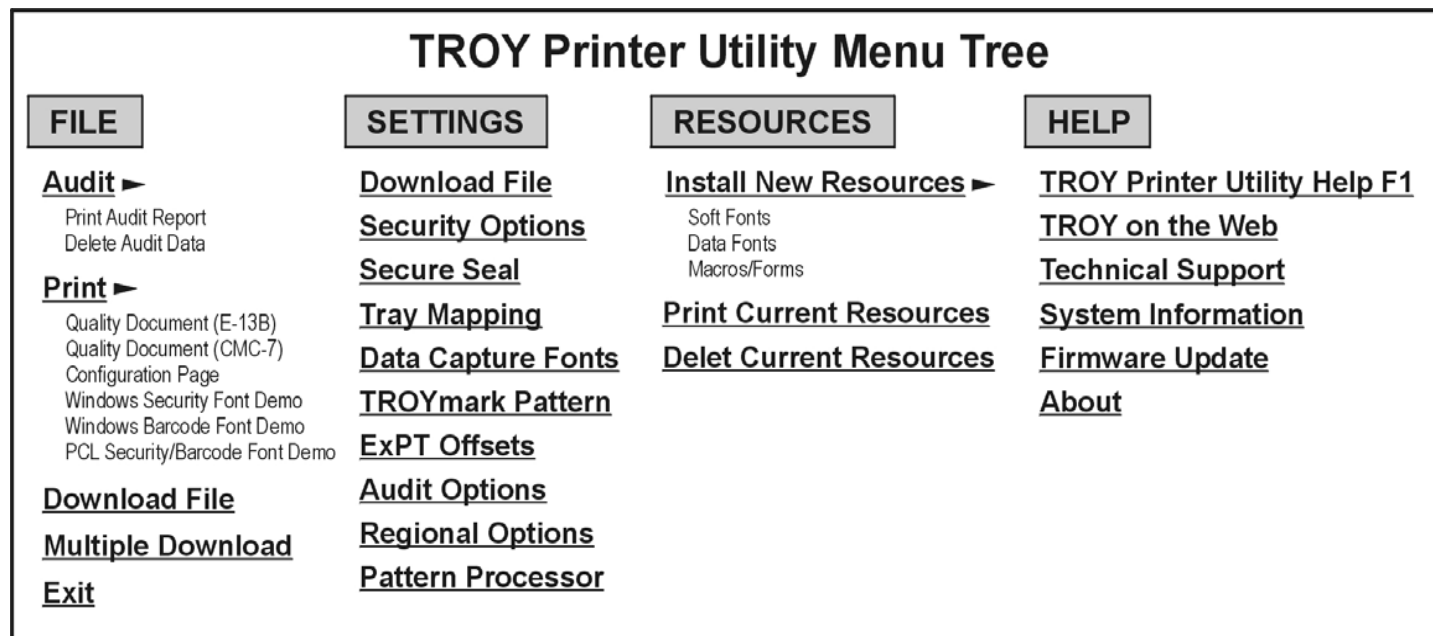 TROY Printer Utility Menu Tree
FILE
Audit ►
Print Audit Report
Delete Audit Data
Print ►
Quality Document (E-13B)
Quality Document (CMC-7)
Configuration Page
Windows Security Font Demo
Windows Barcode Font Demo
PCL Security/Barcode Font Demo
Download File
Multiple Download
Exit
SETTINGS
Download File
Security Options
Secure Seal
Tray Mapping
Data Capture Fonts
TROYmark Pattern
ExPT Offsets
Audit Options
Regional Options
Pattern Processor
RESOURCES
Install New Resources ►
Soft Fonts
Data Fonts
Macros/Forms
Print Current Resources
Delet Current Resources
HELP
TROY Printer Utility Help F1
TROY on the Web
Technical Support
System Information
Firmware Update
About